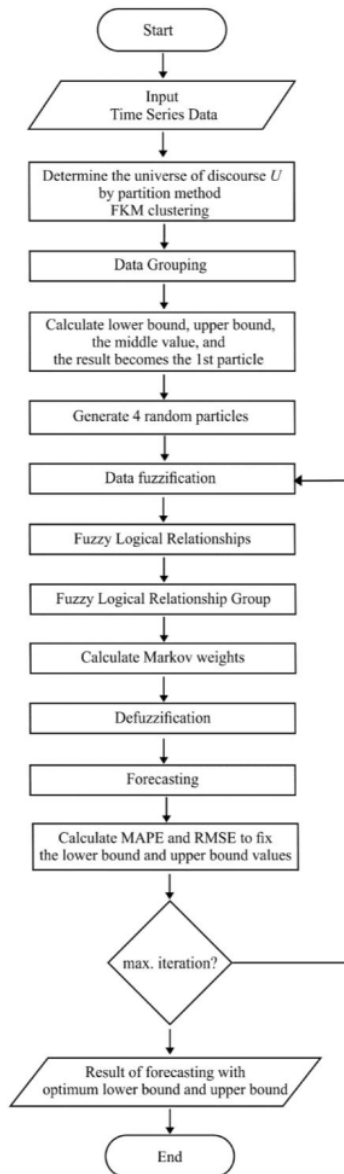 Start
Input
Time Series Data
Determine the universe of discourse U
by partition method
FKM clustering
Data Grouping
Calculate lower bound, upper bound,
the middle value, and
the result becomes the 1st particle
Generate 4 random particles
Data fuzzification
Fuzzy Logical Relationships
Fuzzy Logical Relationship Group
Calculate Markov weights
Defuzzification
Forecasting
Calculate MAPE and RMSE to fix
the lower bound and upper bound values
max. iteration?
Result of forecasting with
optimum lower bound and upper bound
End